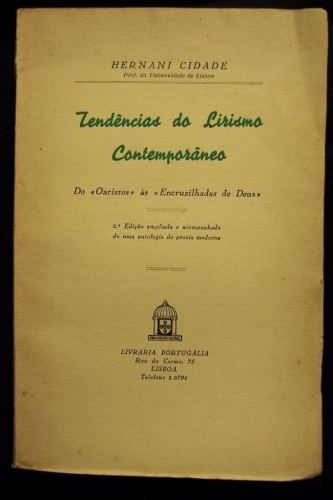 HERNANI CIDADE
Prof. da Universidade de Lisboa
Tendências do Lirismo
Contemporâneo
Do «Oaristos» às «Encruzilhadas de Deus»
2.ª Edição ampliada e acompanhada
de uma antologia de poesia moderna
LIVRARIA PORTUGÁLIA
Rua do Carmo, 75
LISBOA
Telefone 2 0791